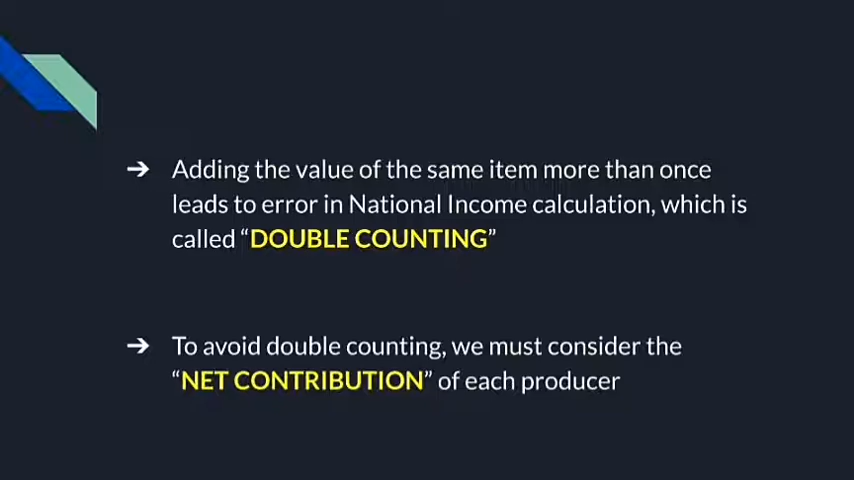 ➔ Adding the value of the same item more than once
leads to error in National Income calculation, which is
called “DOUBLE COUNTING”
➔ To avoid double counting, we must consider the
“NET CONTRIBUTION” of each producer